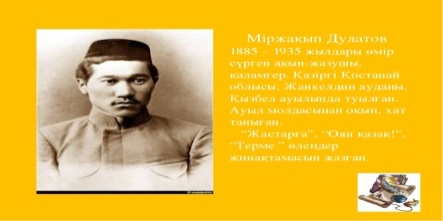 Міржақып Дулатов
1885 – 1935 жылдары өмір
сүрген ақын-жазушы,
қаламгер. Қазіргі Қостанай
облысы, Жанкелдин ауданы,
Қызбел ауылында туылған.
Ауыл молдасынан оқып, хат
таныған.
"Жастарға", "Оян қазақ!",
"Терме" өлеңдер
жинақтамасын жазған.